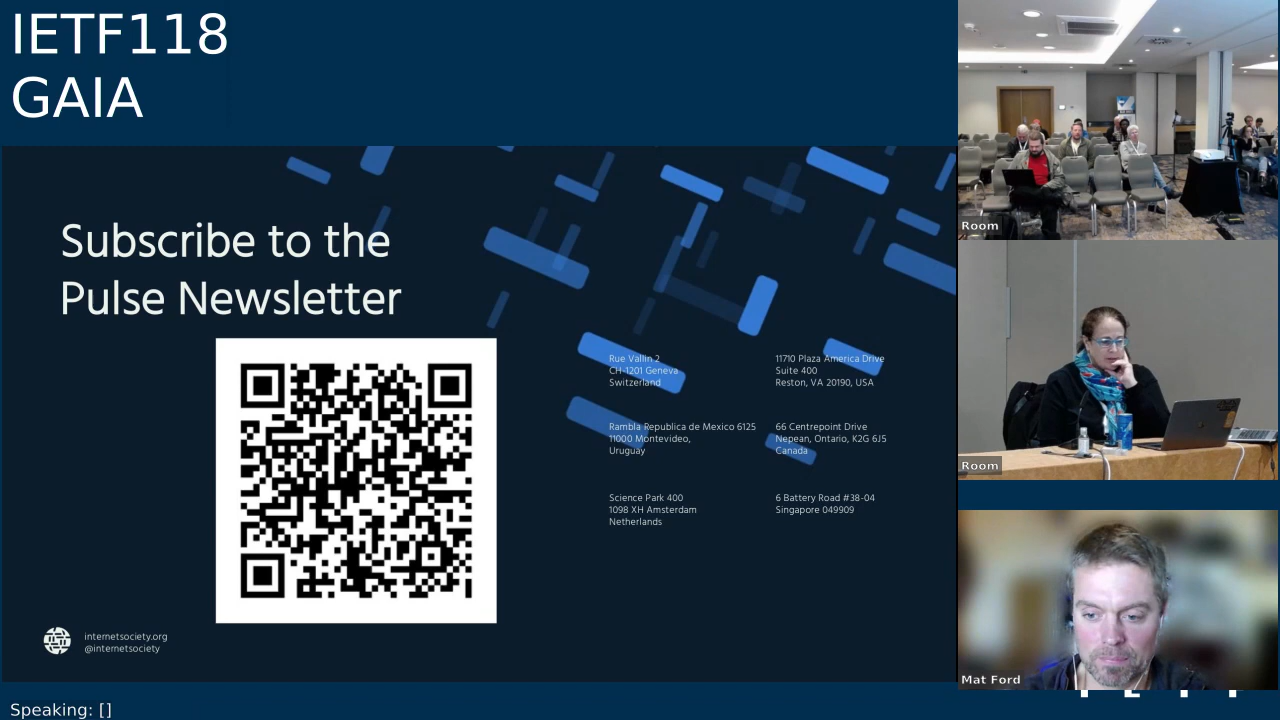 IETF118
GAIA
Subscribe to the
Pulse Newsletter
Rue Vallin 2
CH-1201 Geneva
Switzerland
11710 Plaza America Drive
Suite 400
Reston, VA 20190, USA
Rambla Republica de Mexico 6125
11000 Montevideo,
Uruguay
66 Centrepoint Drive
Nepean, Ontario, K2G 6J5
Canada
Science Park 400
1098 XH Amsterdam
Netherlands
6 Battery Road #38-04
Singapore 049909
internetsociety.org
@internetsociety
Room
Room
Mat Ford
Speaking: []